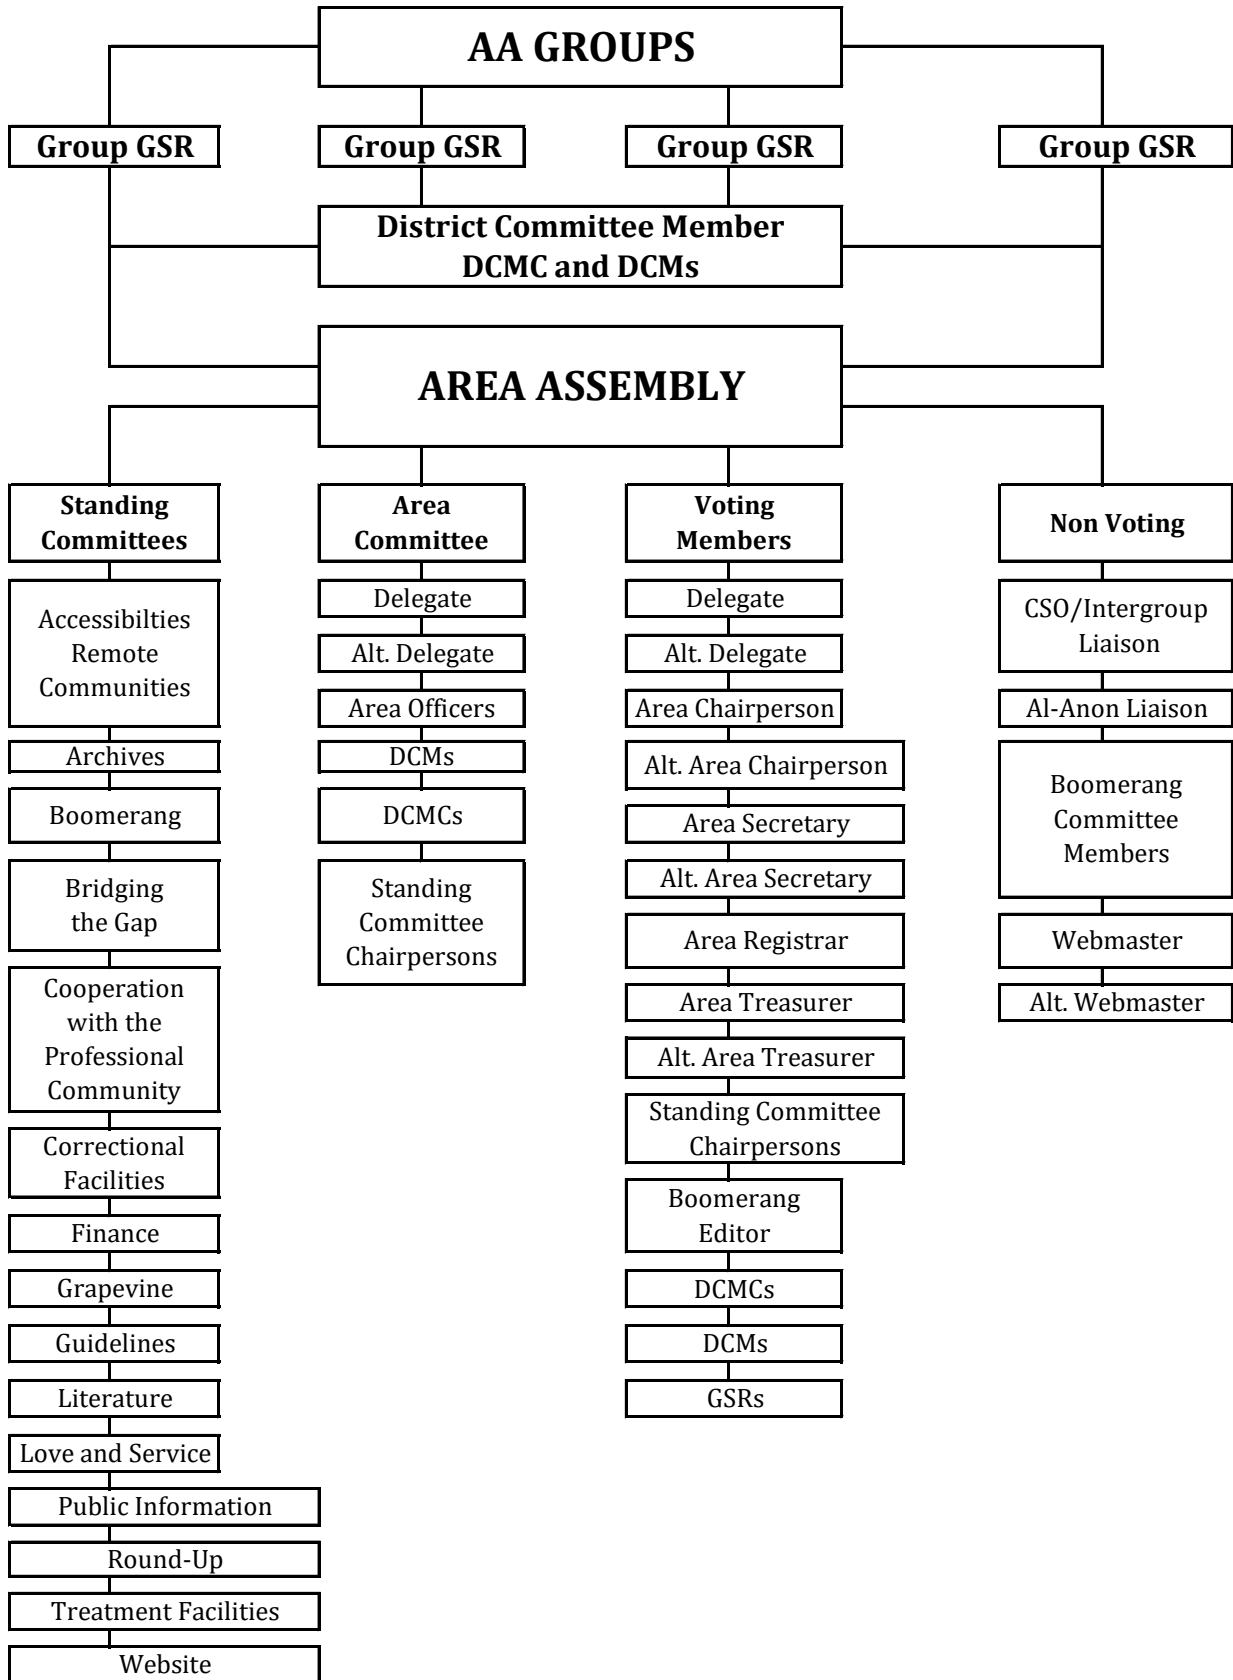 AA GROUPS
Group GSR
Group GSR
Group GSR
Group GSR
District Committee Member
DCMC and DCMs
AREA ASSEMBLY
Standing
Committees
Accessibilties
Remote
Communities
Archives
Boomerang
Bridging
the Gap
Cooperation
with the
Professional
Community
Correctional
Facilities
Finance
Grapevine
Guidelines
Literature
Love and Service
Public Information
Round-Up
Treatment Facilities
Website
Area
Committee
Delegate
Alt. Delegate
Area Officers
DCMs
DCMCs
Standing
Committee
Chairpersons
Voting
Members
Delegate
Alt. Delegate
Area Chairperson
Alt. Area Chairperson
Area Secretary
Alt. Area Secretary
Area Registrar
Area Treasurer
Alt. Area Treasurer
Standing Committee
Chairpersons
Boomerang
Editor
DCMCs
DCMs
GSRs
Non Voting
CSO/Intergroup
Liaison
Al-Anon Liaison
Boomerang
Committee
Members
Webmaster
Alt. Webmaster